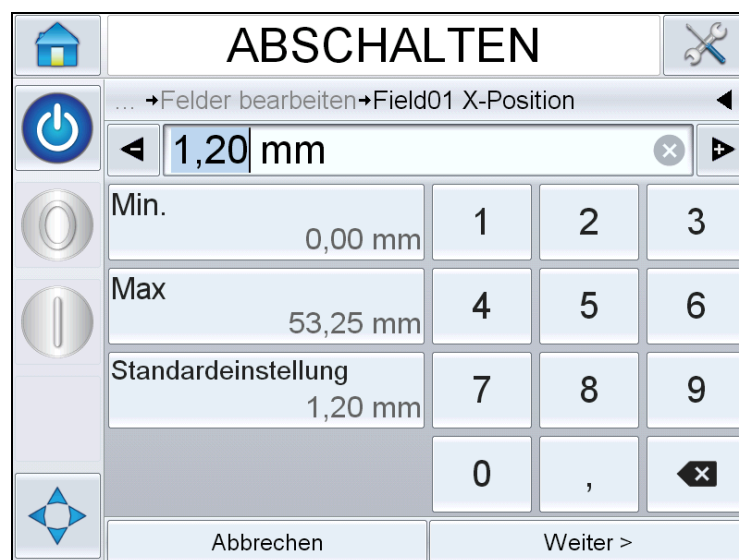 ABSCHALTEN
... →Felder bearbeiten→Field01 X-Position
1,20 mm
Min.
0,00 mm
1 2 3
Max
53,25 mm
4 5 6
Standardeinstellung
1,20 mm
7 8 9
0 ,
Abbrechen Weiter >